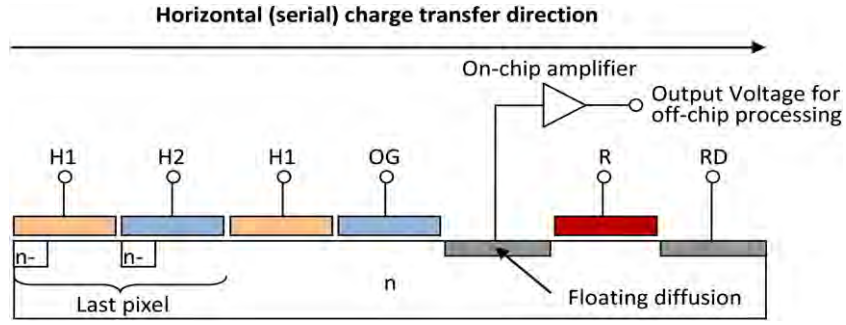 Horizontal (serial) charge transfer direction
On-chip amplifier
Output Voltage for
off-chip processing
H1
H2
H1
OG
R
RD
n-
n-
n
Last pixel
Floating diffusion